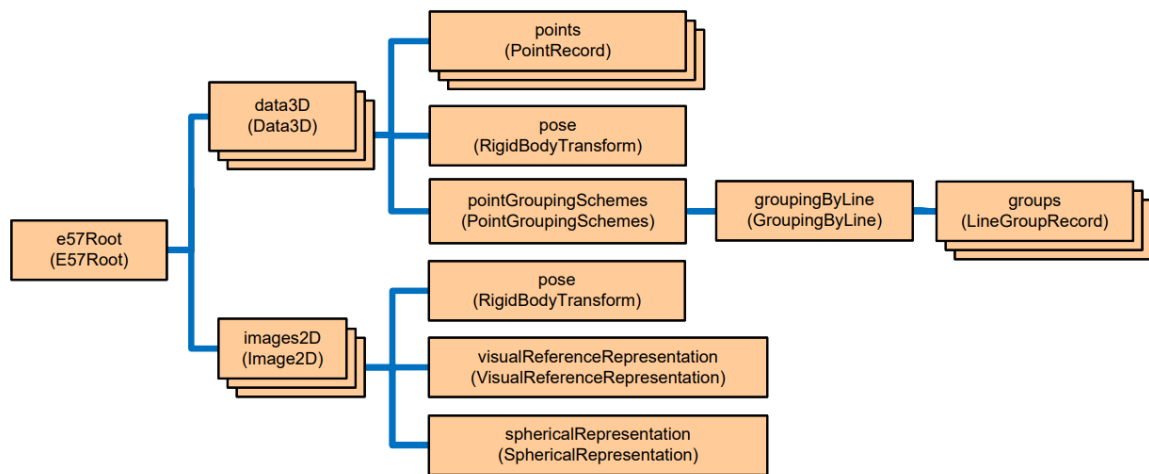 points
(PointRecord)
data3D
(Data3D)
pose
(RigidBodyTransform)
pointGroupingSchemes
(PointGroupingSchemes)
groupingByLine
(GroupingByLine)
groups
(LineGroupRecord)
e57Root
(E57Root)
pose
(RigidBodyTransform)
images2D
(Image2D)
visualReferenceRepresentation
(VisualReferenceRepresentation)
sphericalRepresentation
(SphericalRepresentation)